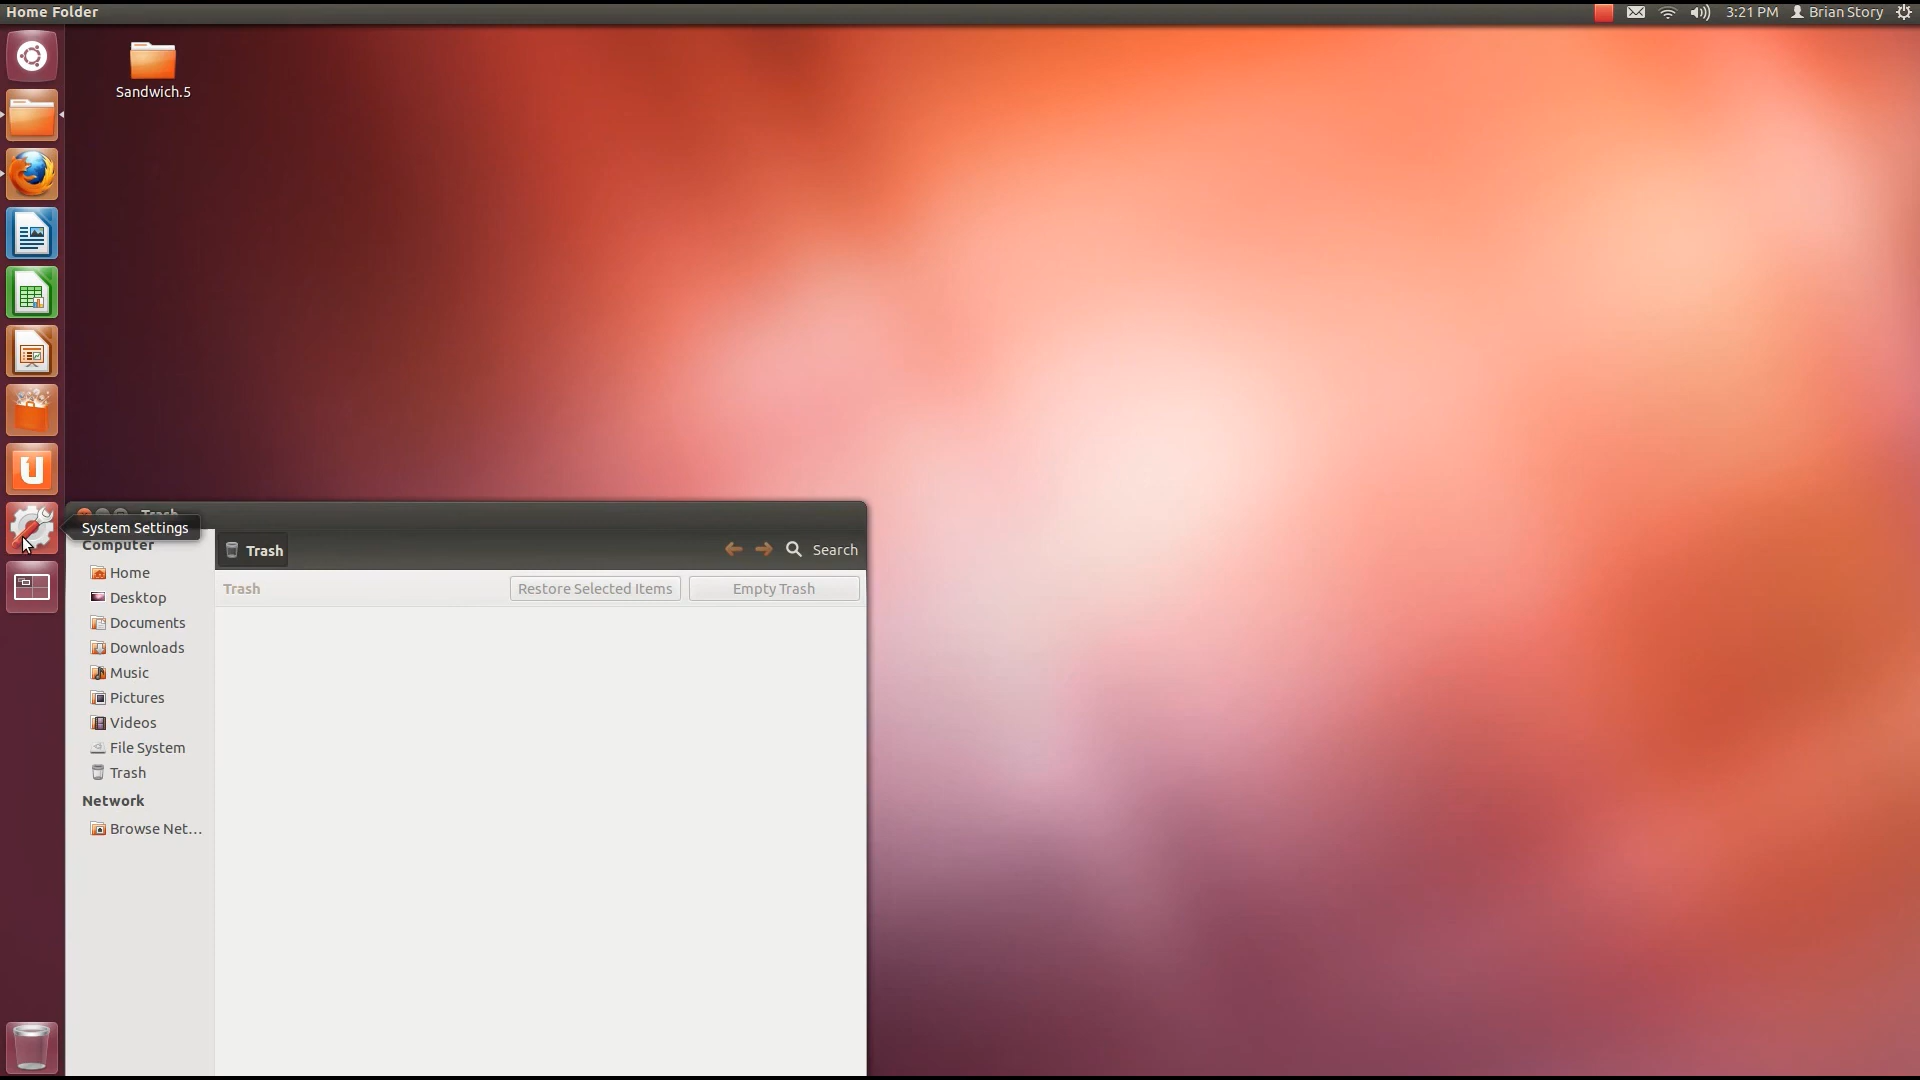 Home Folder
3:21 PM Brian Story
Sandwich.5
Trash
System Settings
Computer
Home
Desktop
Documents
Downloads
Music
Pictures
Videos
File System
Trash
Network
Browse Net...
Trash
Search
Trash
Restore Selected Items
Empty Trash